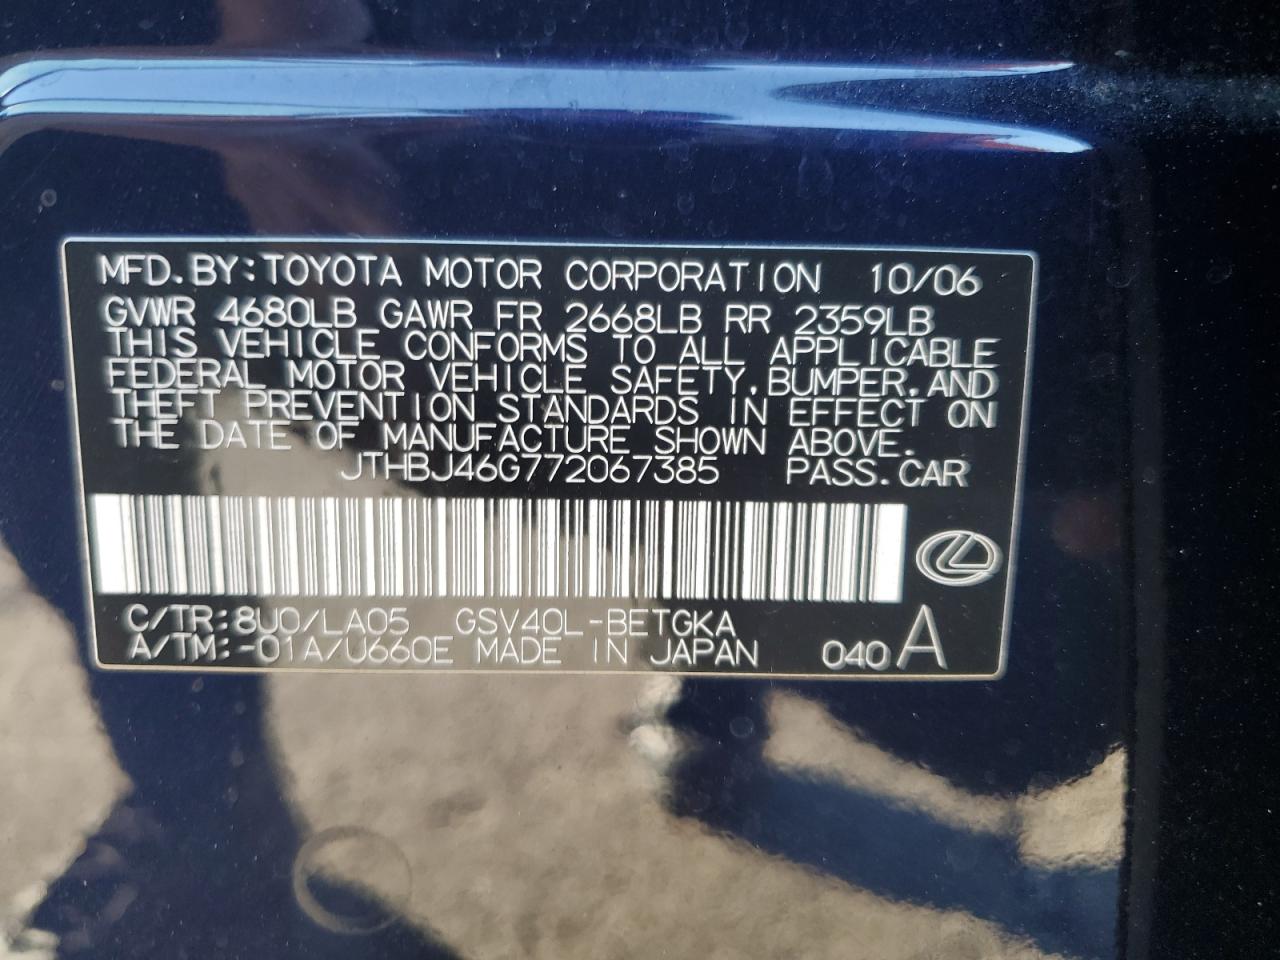 MFD.BY:TOYOTA MOTOR CORPORATION 10/06
GVWR 4680LB GAWR FR 2668LB RR 2359LB
THIS VEHICLE CONFORMS TO ALL APPLICABLE
FEDERAL MOTOR VEHICLE SAFETY,BUMPER,AND
THEFT PREVENTION STANDARDS IN EFFECT ON
THE DATE OF MANUFACTURE SHOWN ABOVE.
JTHBJ46G772067385 PASS.CAR
C/TR:8U0/LA05 GSV40L-BETGKA
A/TM:-01A/U660E MADE IN JAPAN 040 A